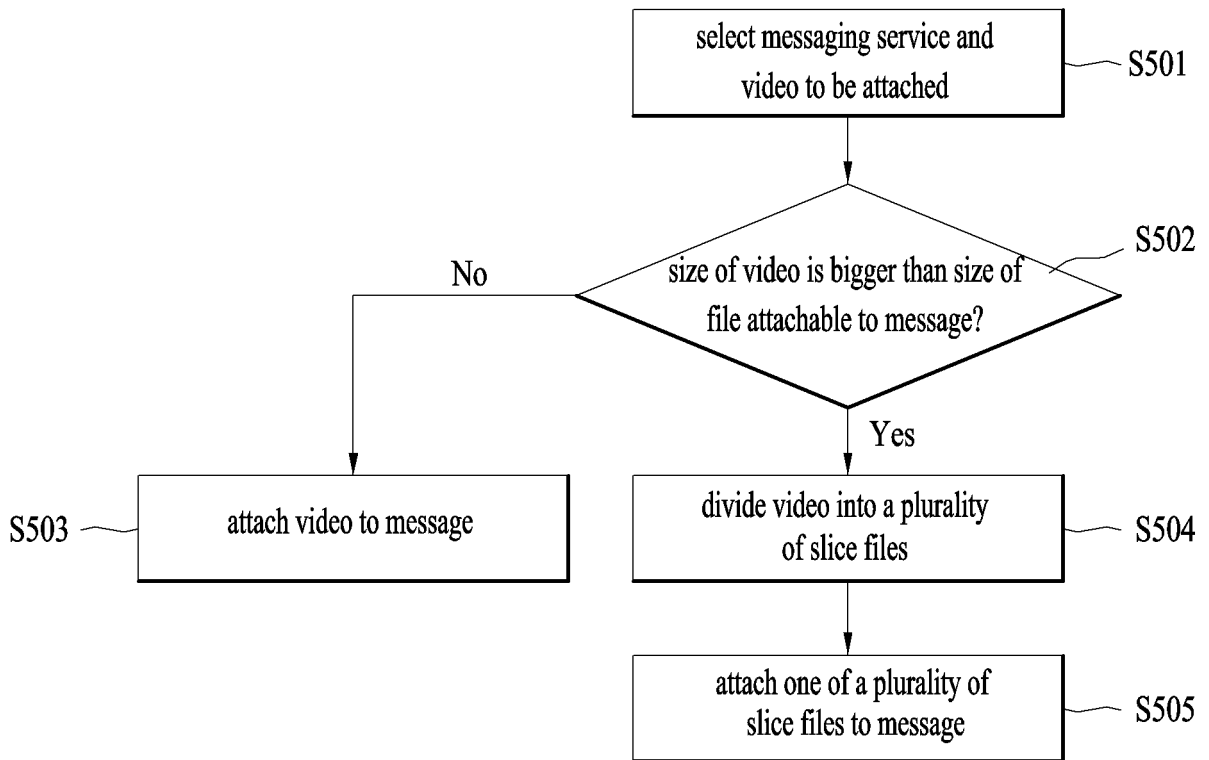 select messaging service and
video to be attached
S501
S502
size of video is bigger than size of
file attachable to message?
No
Yes
S503
attach video to message
divide video into a plurality
of slice files
S504
attach one of a plurality of
slice files to message
S505